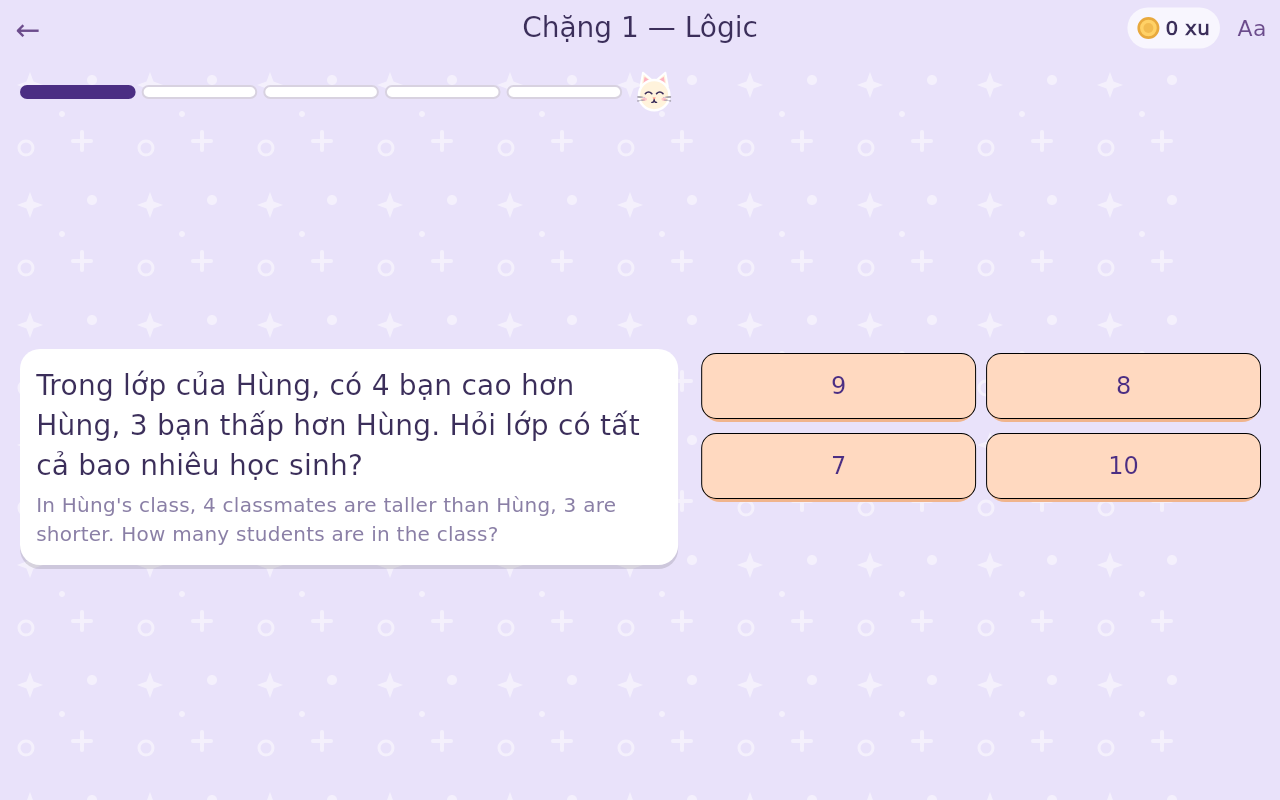 ←
Chặng 1 — Lôgic
0 xu
Aa
Trong lớp của Hùng, có 4 bạn cao hơn
Hùng, 3 bạn thấp hơn Hùng. Hỏi lớp có tất
cả bao nhiêu học sinh?
In Hùng's class, 4 classmates are taller than Hùng, 3 are
shorter. How many students are in the class?
9
8
7
10